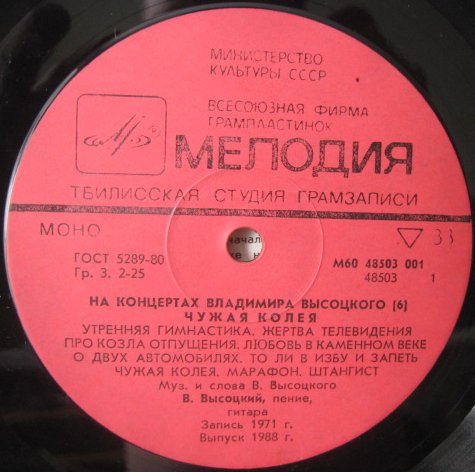 МИНИСТЕРСТВО
КУЛЬТУРЫ СССР
ВСЕСОЮЗНАЯ ФИРМА
ГРАМПЛАСТИНОК
МЕЛОДИЯ
ТБИЛИССКАЯ СТУДИЯ ГРАМЗАПИСИ
МОНО
33
ГОСТ 5289-80
Гр. 3. 2-25
М60 48503 001
48503 1
НА КОНЦЕРТАХ ВЛАДИМИРА ВЫСОЦКОГО (6)
ЧУЖАЯ КОЛЕЯ
УТРЕННЯЯ ГИМНАСТИКА. ЖЕРТВА ТЕЛЕВИДЕНИЯ
ПРО КОЗЛА ОТПУЩЕНИЯ. ЛЮБОВЬ В КАМЕННОМ ВЕКЕ
О ДВУХ АВТОМОБИЛЯХ. ТО ЛИ В ИЗБУ И ЗАПЕТЬ
ЧУЖАЯ КОЛЕЯ. МАРАФОН. ШТАНГИСТ
Муз. и слова В. Высоцкого
В. Высоцкий, пение,
гитара
Запись 1971 г.
Выпуск 1988 г.